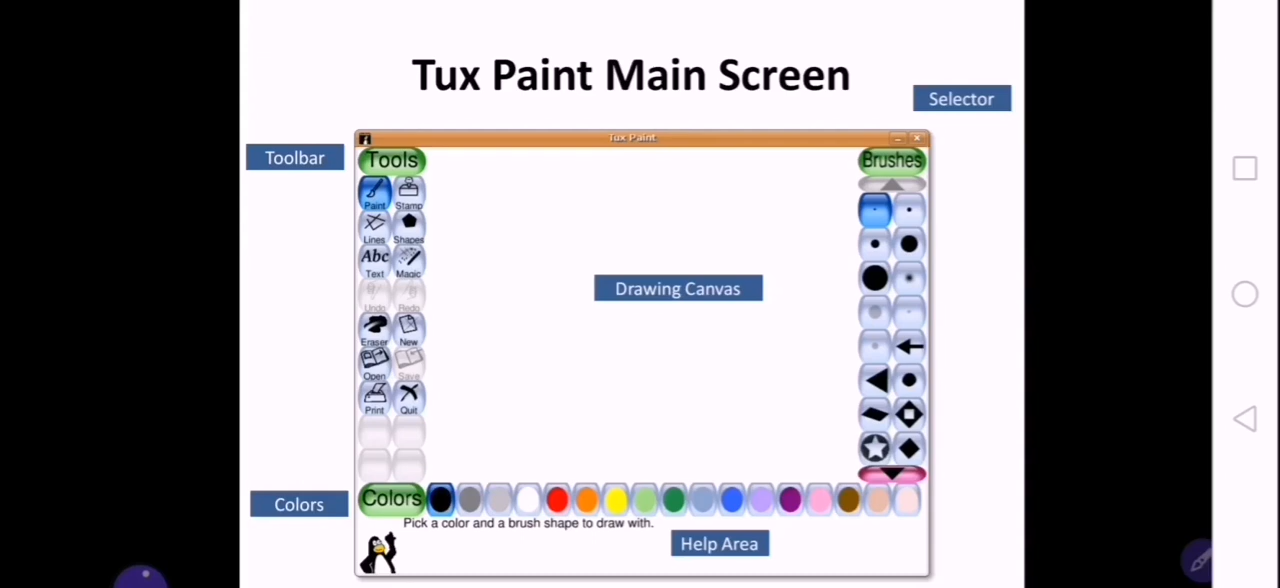 Tux Paint Main Screen
Selector
Tux Paint
Toolbar
Tools
Brushes
Paint Stamp
Lines Shapes
Abc
Text Magic
Undo Redo
Eraser New
Open Save
Print Quit
Drawing Canvas
Colors
Colors
Pick a color and a brush shape to draw with.
Help Area